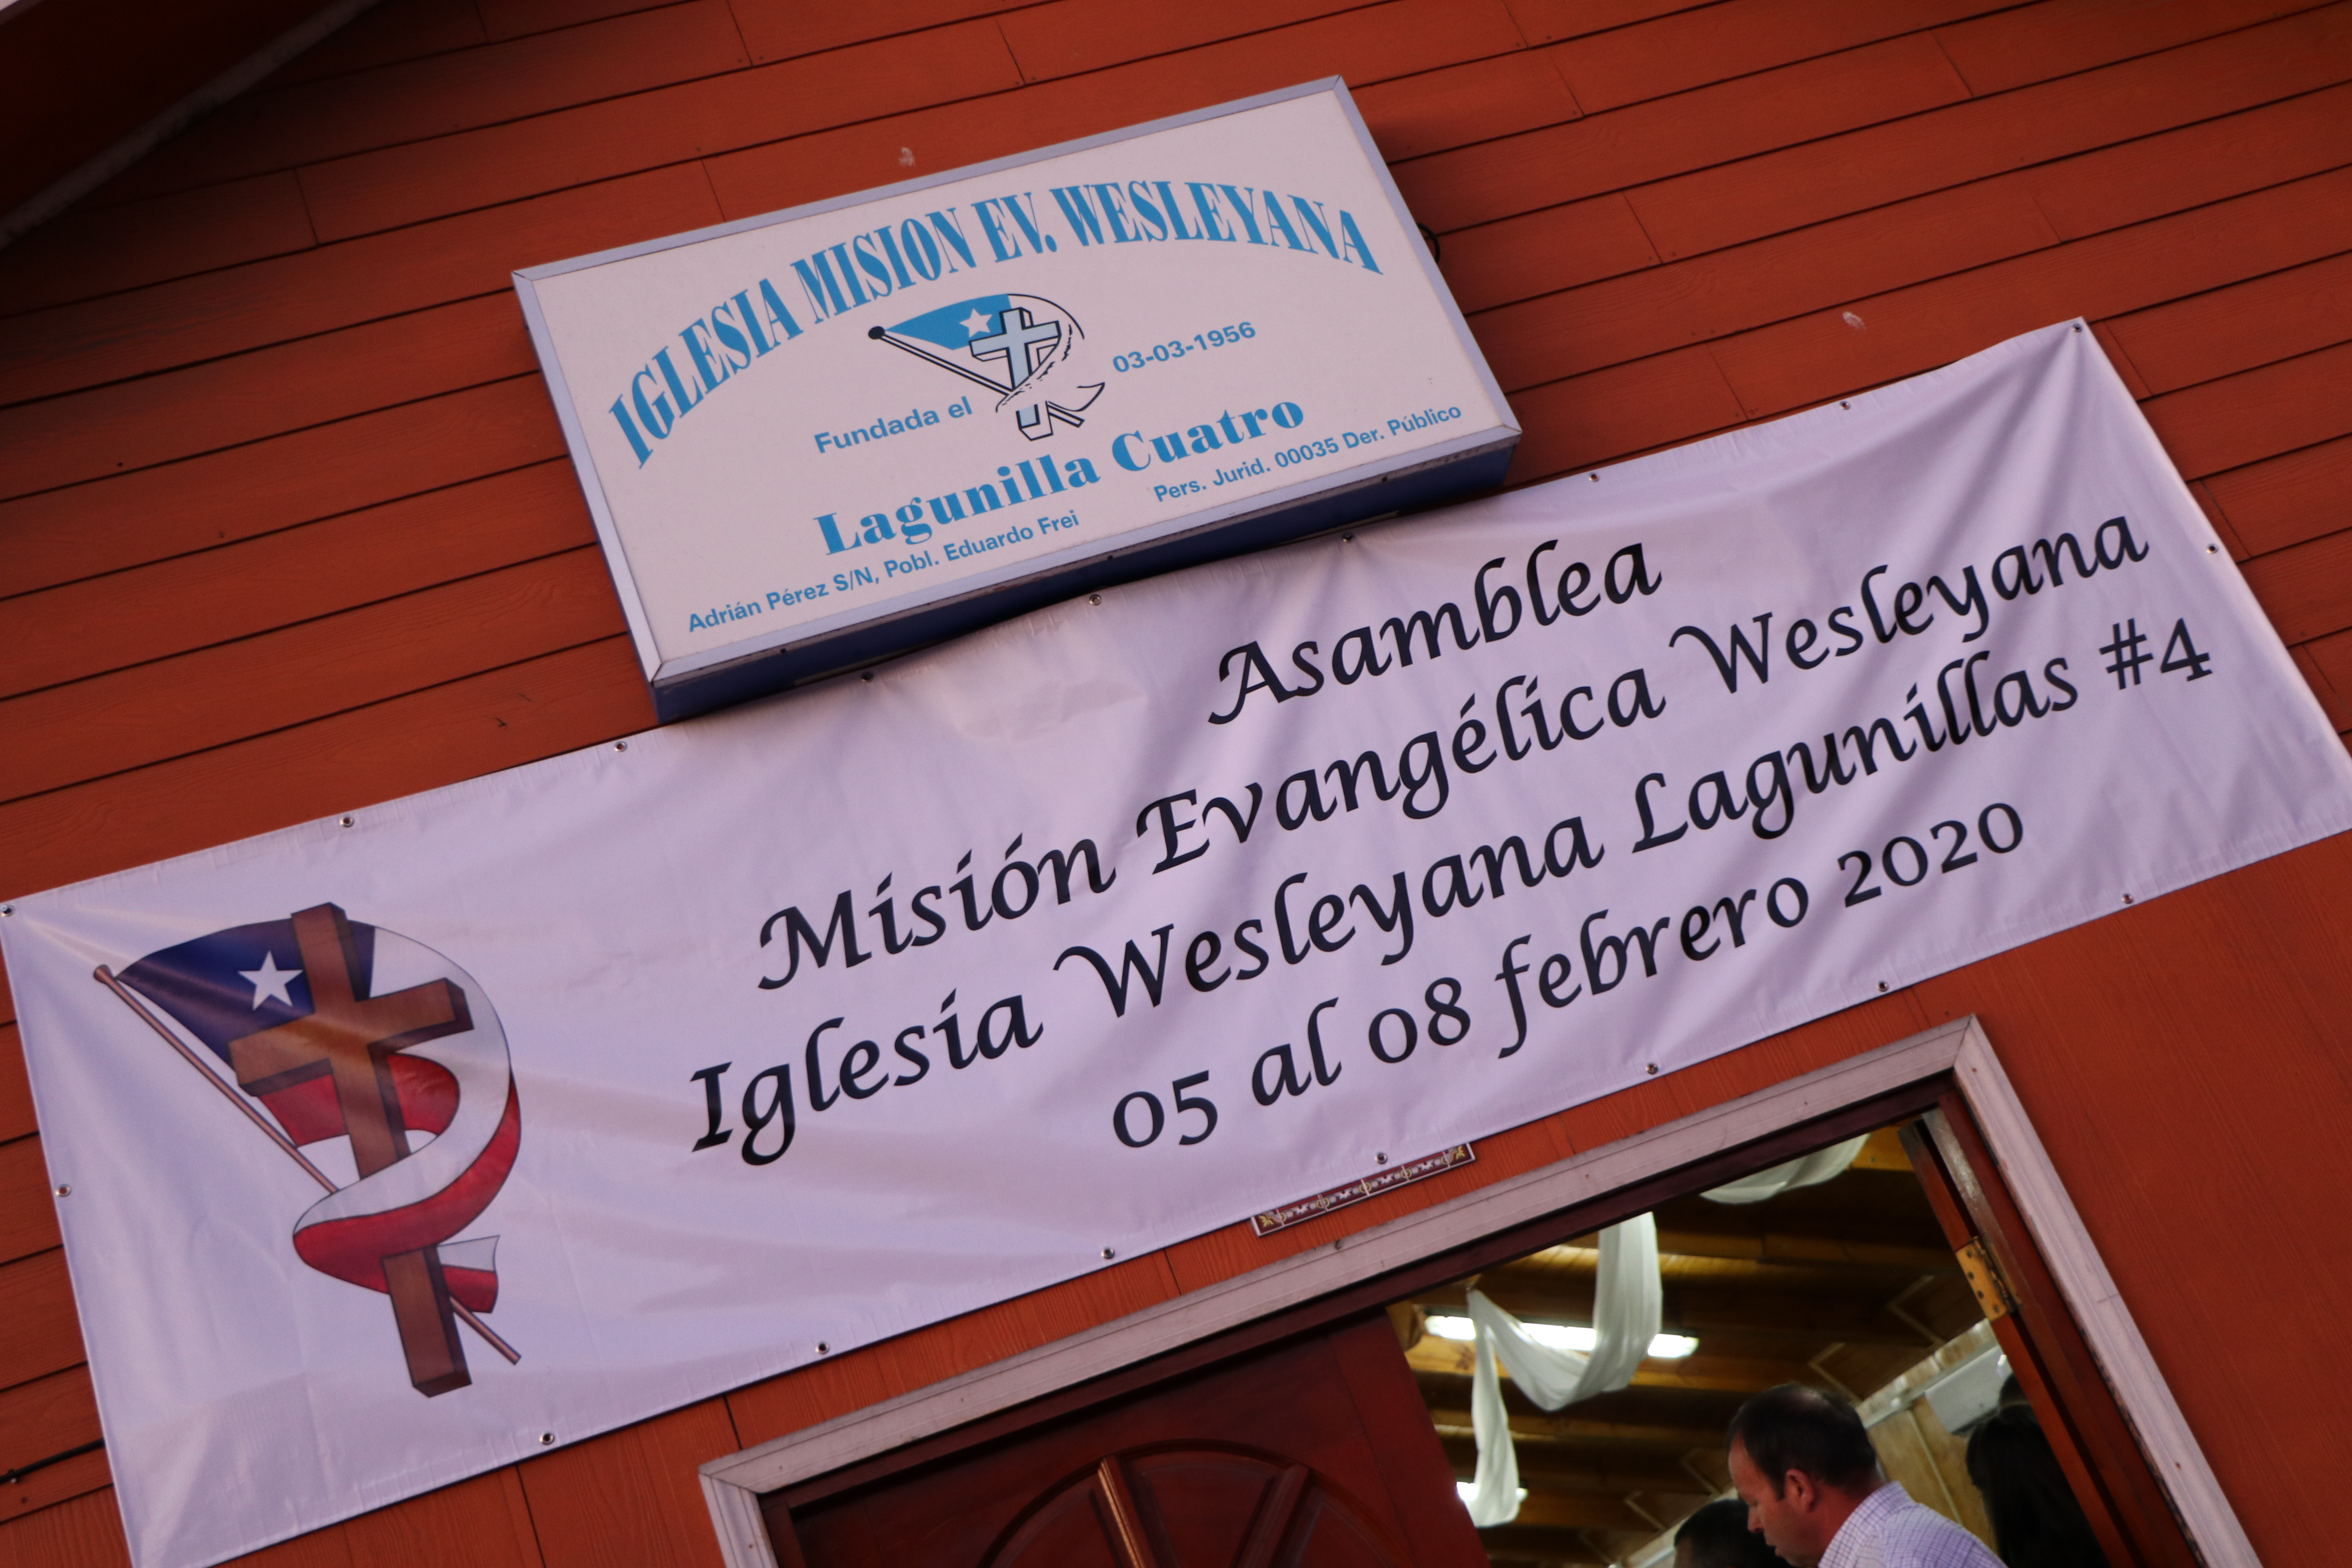 IGLESIA MISION EV. WESLEYANA
Fundada el 03-03-1956
Lagunilla Cuatro
Adrián Pérez S/N, Pobl. Eduardo Frei Pers. Jurid. 00035 Der. Público
Asamblea
Misión Evangélica Wesleyana
Iglesia Wesleyana Lagunillas #4
05 al 08 febrero 2020